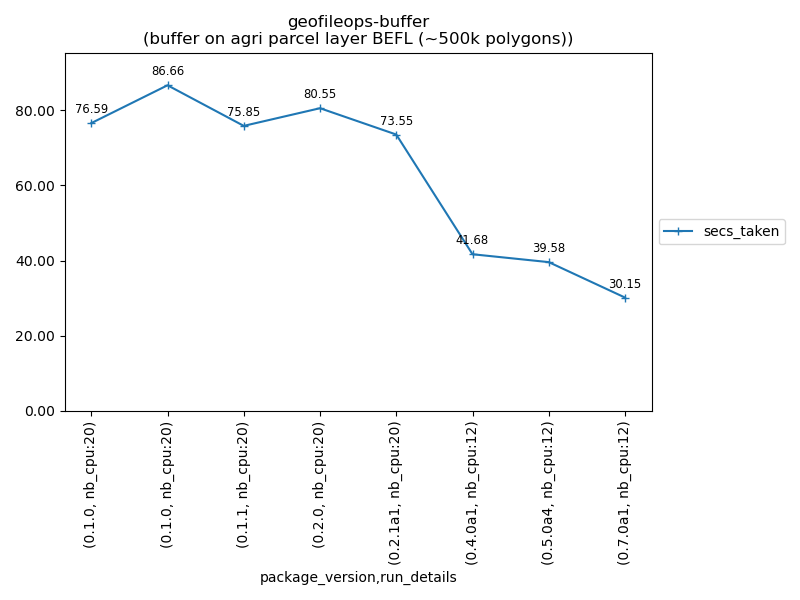 geofileops-buffer
(buffer on agri parcel layer BEFL (~500k polygons))
86.66
80.55
76.59
75.85
73.55
41.68
39.58
30.15
80.00
60.00
40.00
20.00
0.00
secs_taken
(0.1.0, nb_cpu:20)
(0.1.0, nb_cpu:20)
(0.1.1, nb_cpu:20)
(0.2.0, nb_cpu:20)
(0.2.1a1, nb_cpu:20)
(0.4.0a1, nb_cpu:12)
(0.5.0a4, nb_cpu:12)
(0.7.0a1, nb_cpu:12)
package_version,run_details